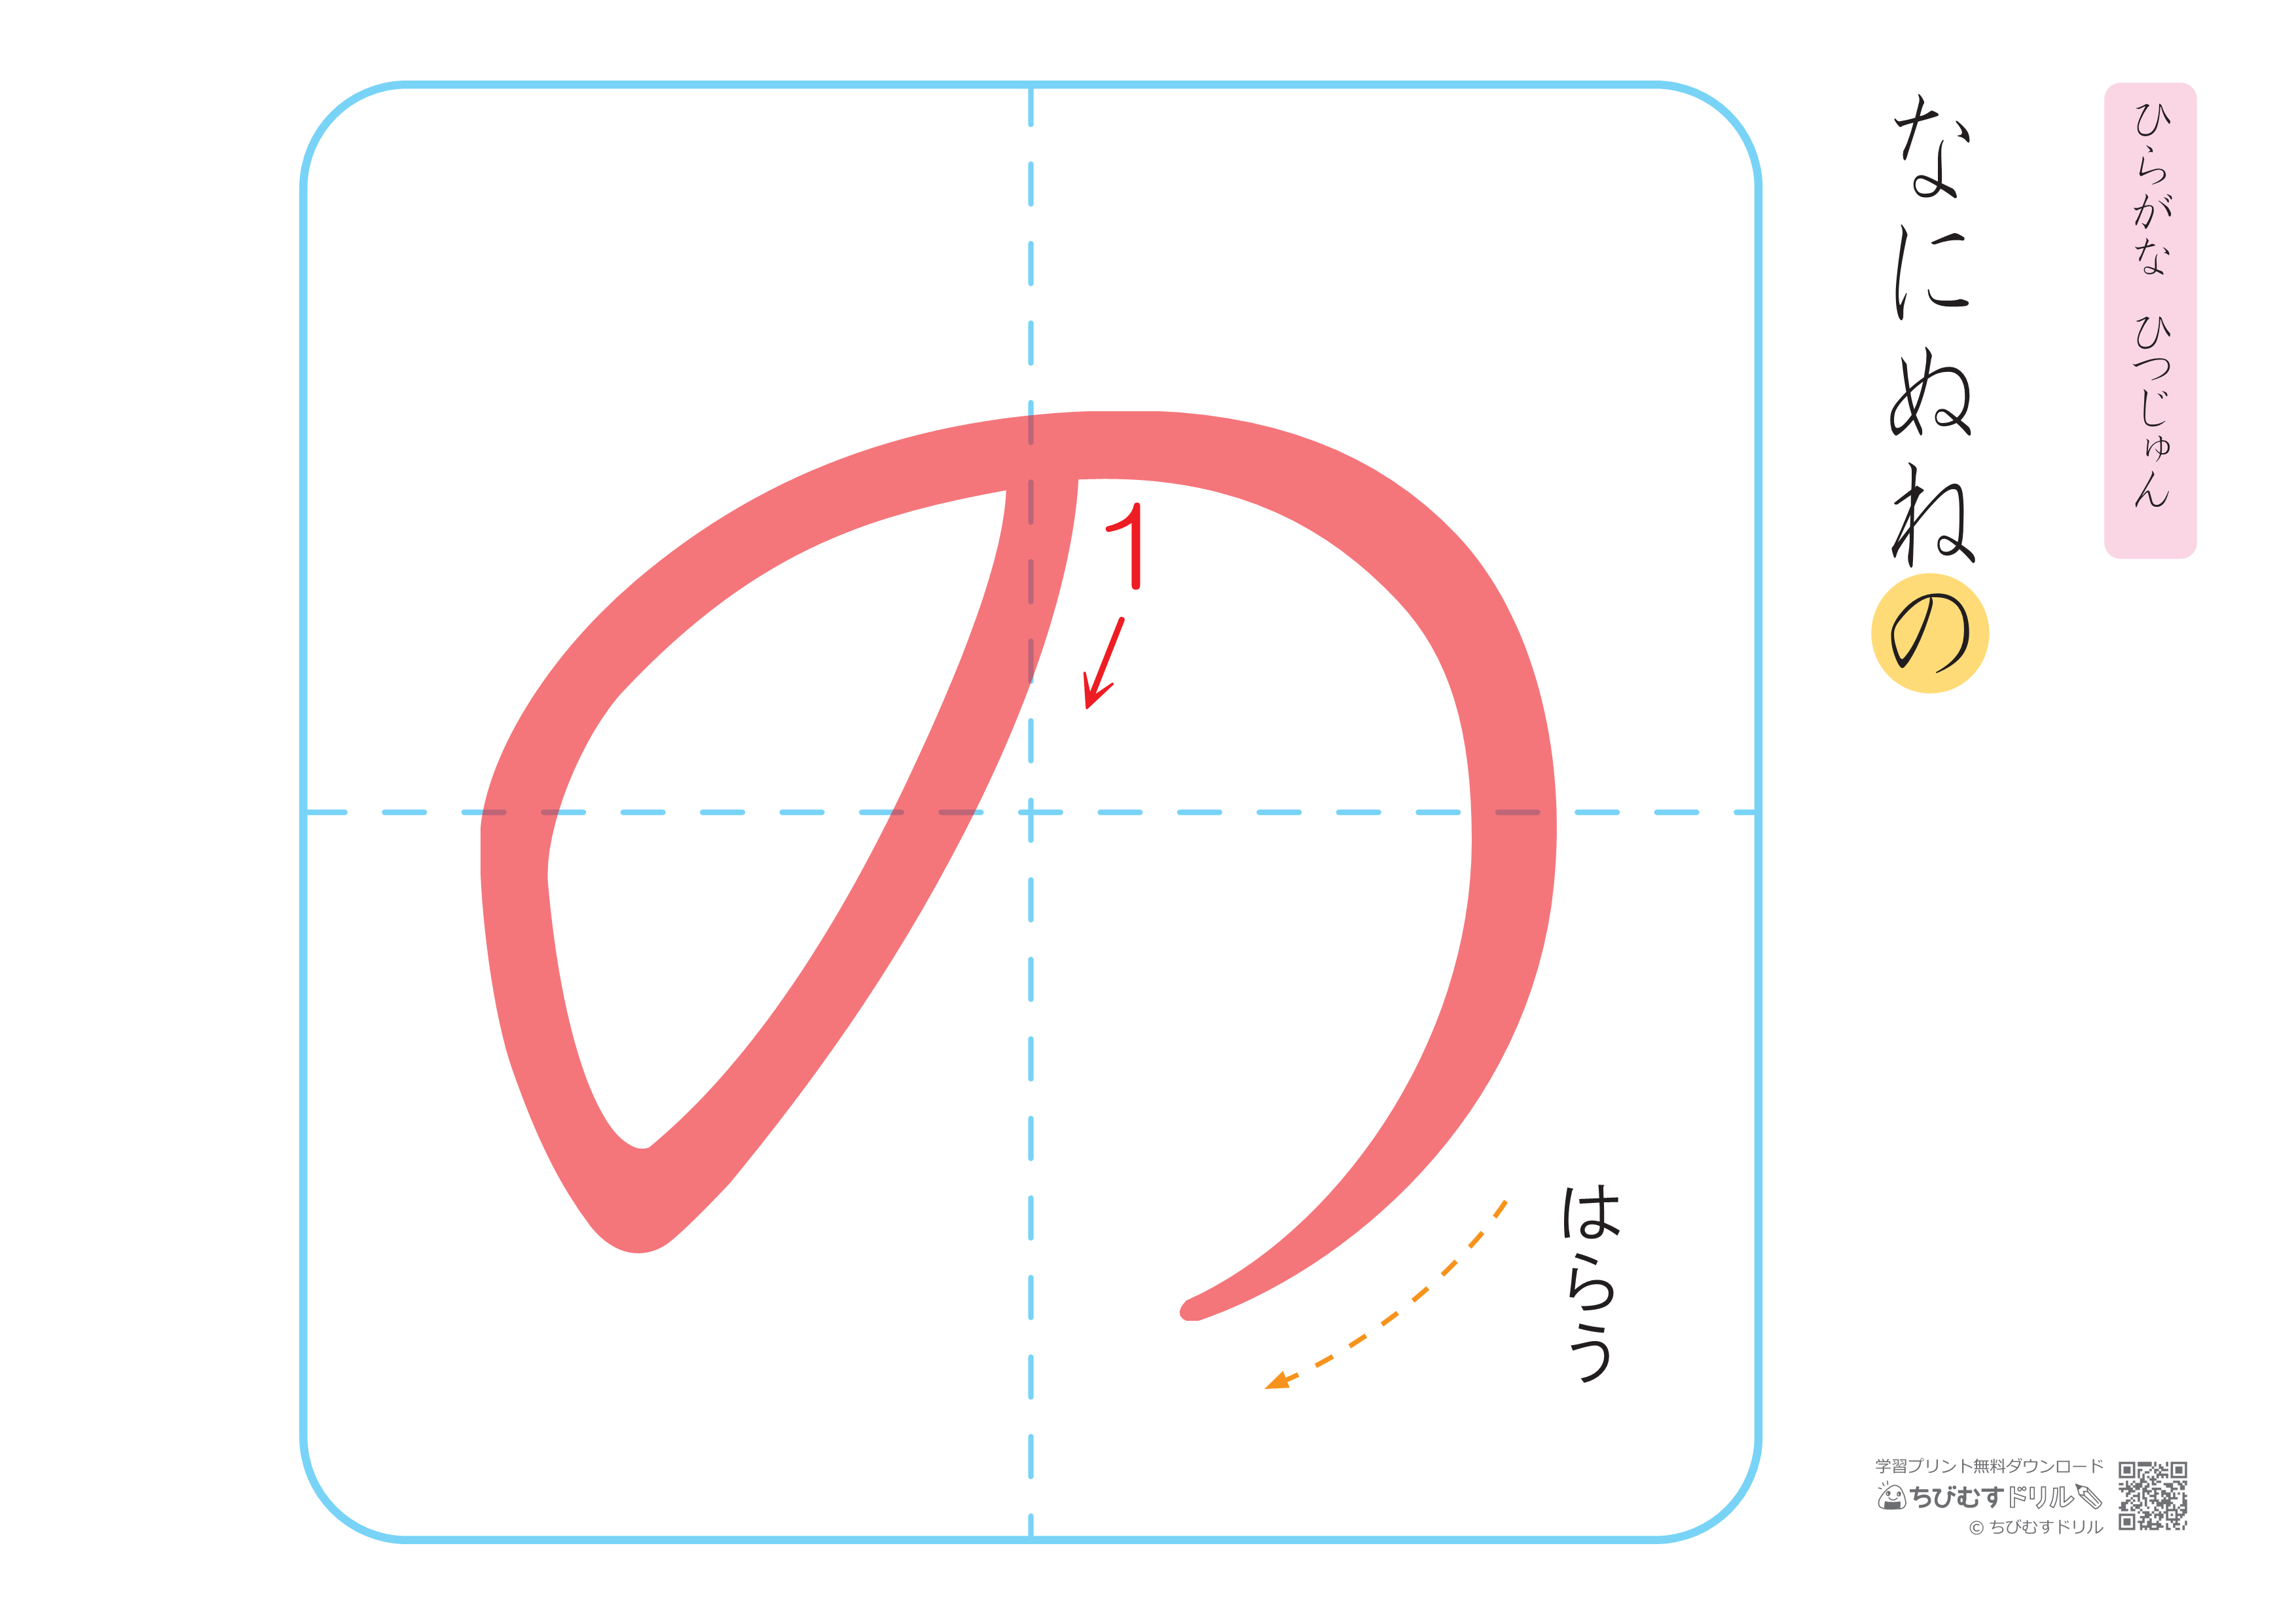 ひらがな ひつじゅん
なにぬねの
の
1
はらう
学習プリント無料ダウンロード
ちびむすドリル
© ちびむすドリル